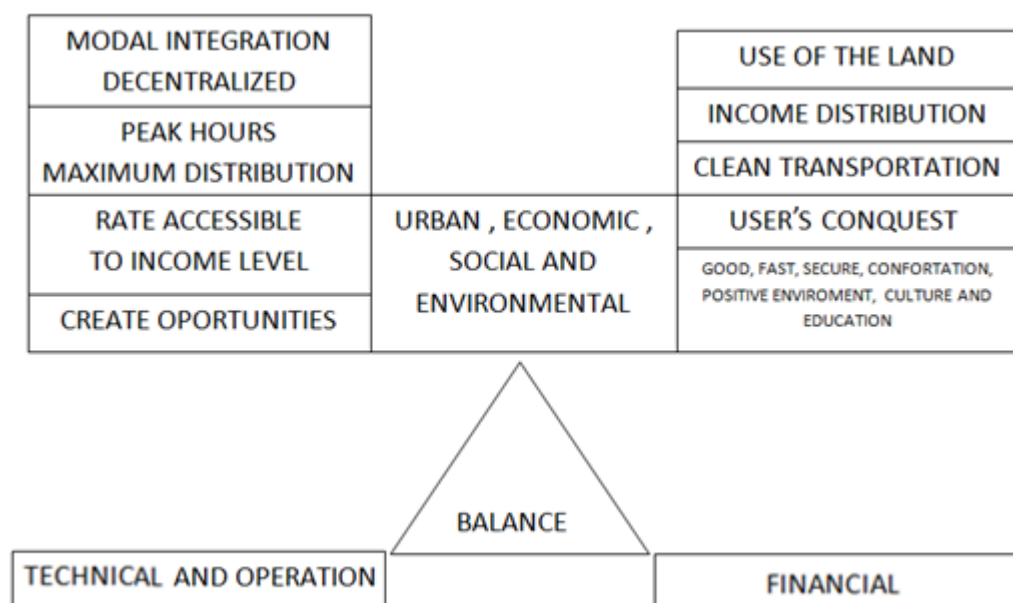 MODAL INTEGRATION
DECENTRALIZED
PEAK HOURS
MAXIMUM DISTRIBUTION
RATE ACCESSIBLE
TO INCOME LEVEL
CREATE OPORTUNITIES
URBAN , ECONOMIC ,
SOCIAL AND
ENVIRONMENTAL
USE OF THE LAND
INCOME DISTRIBUTION
CLEAN TRANSPORTATION
USER'S CONQUEST
GOOD, FAST, SECURE, CONFORTATION,
POSITIVE ENVIROMENT, CULTURE AND
EDUCATION
BALANCE
TECHNICAL AND OPERATION
FINANCIAL